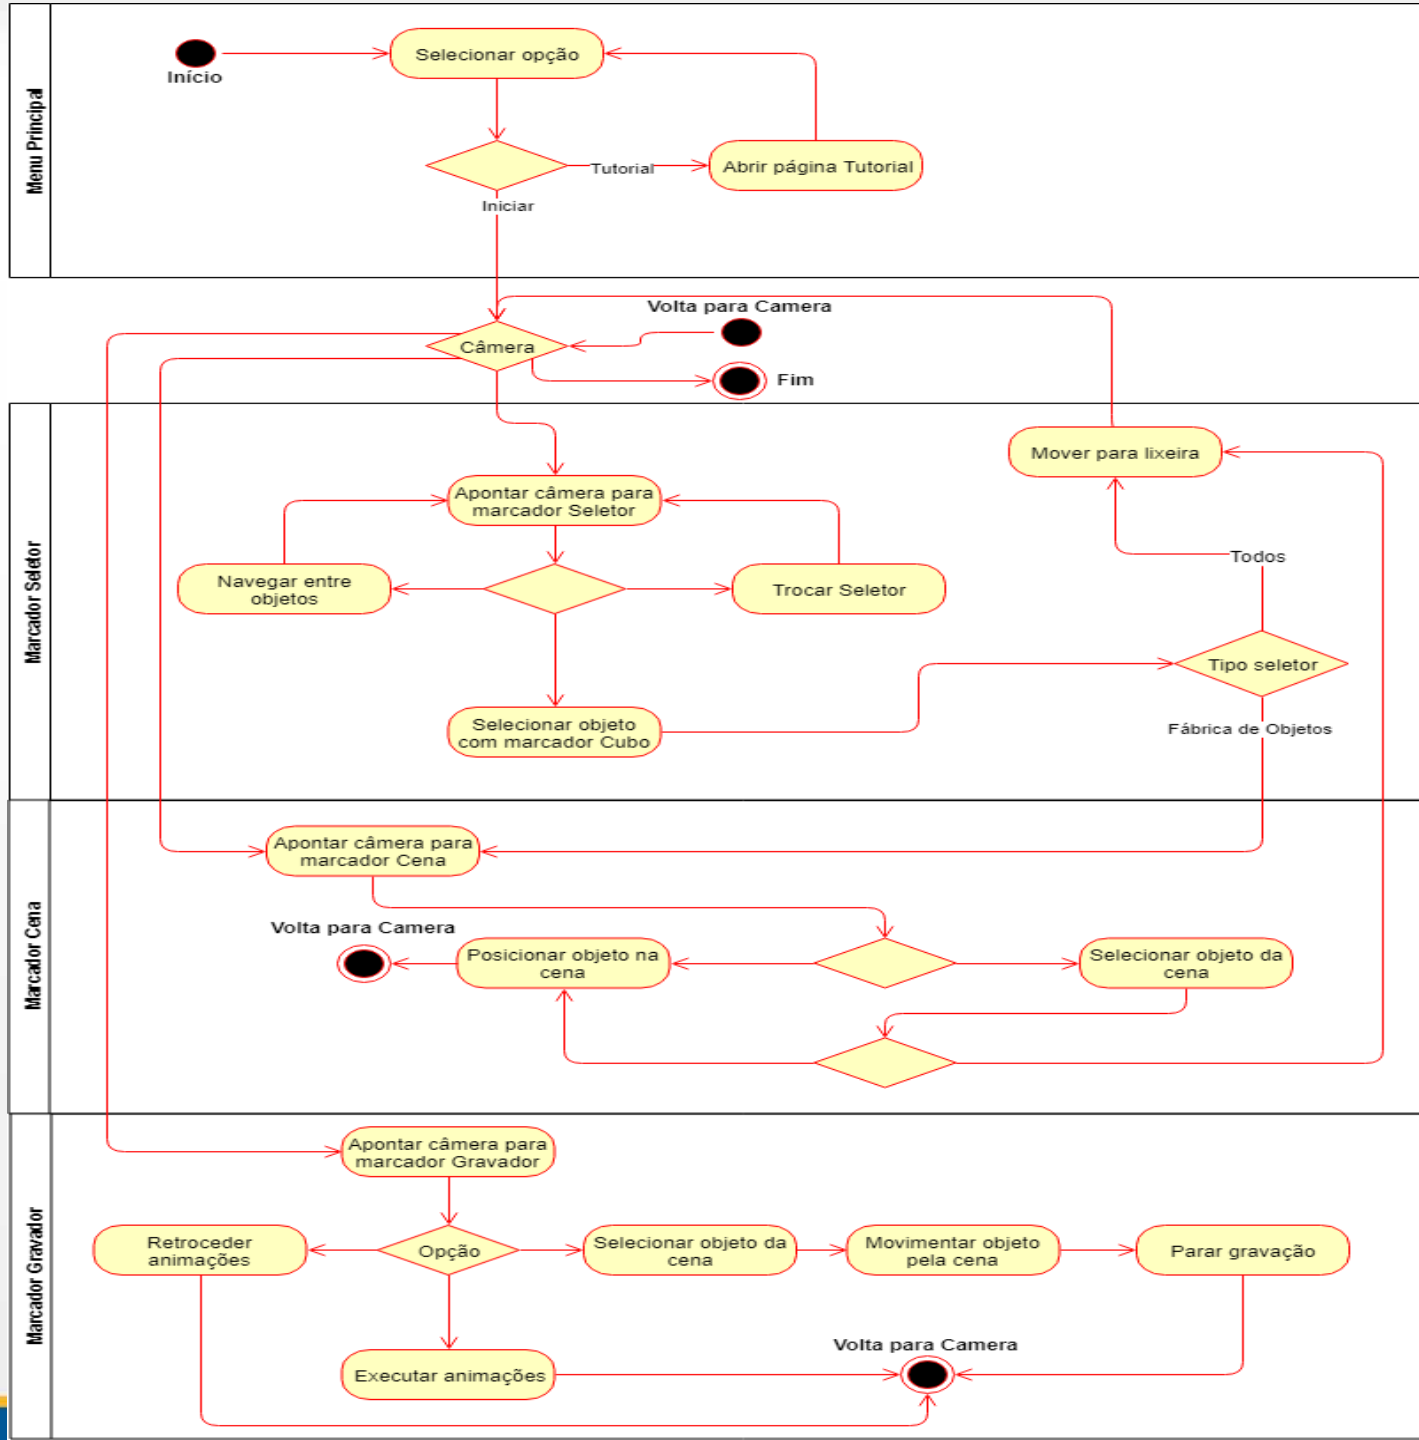 Menu Principal
Início
Selecionar opção
Tutorial
Abrir página Tutorial
Iniciar
Volta para Camera
Câmera
Fim
Marcador Seletor
Mover para lixeira
Apontar câmera para
marcador Seletor
Todos
Navegar entre
objetos
Trocar Seletor
Tipo seletor
Selecionar objeto
com marcador Cubo
Fábrica de Objetos
Marcador Cena
Apontar câmera para
marcador Cena
Volta para Camera
Posicionar objeto na
cena
Selecionar objeto da
cena
Marcador Gravador
Apontar câmera para
marcador Gravador
Retroceder
animações
Opção
Selecionar objeto da
cena
Movimentar objeto
pela cena
Parar gravação
Volta para Camera
Executar animações